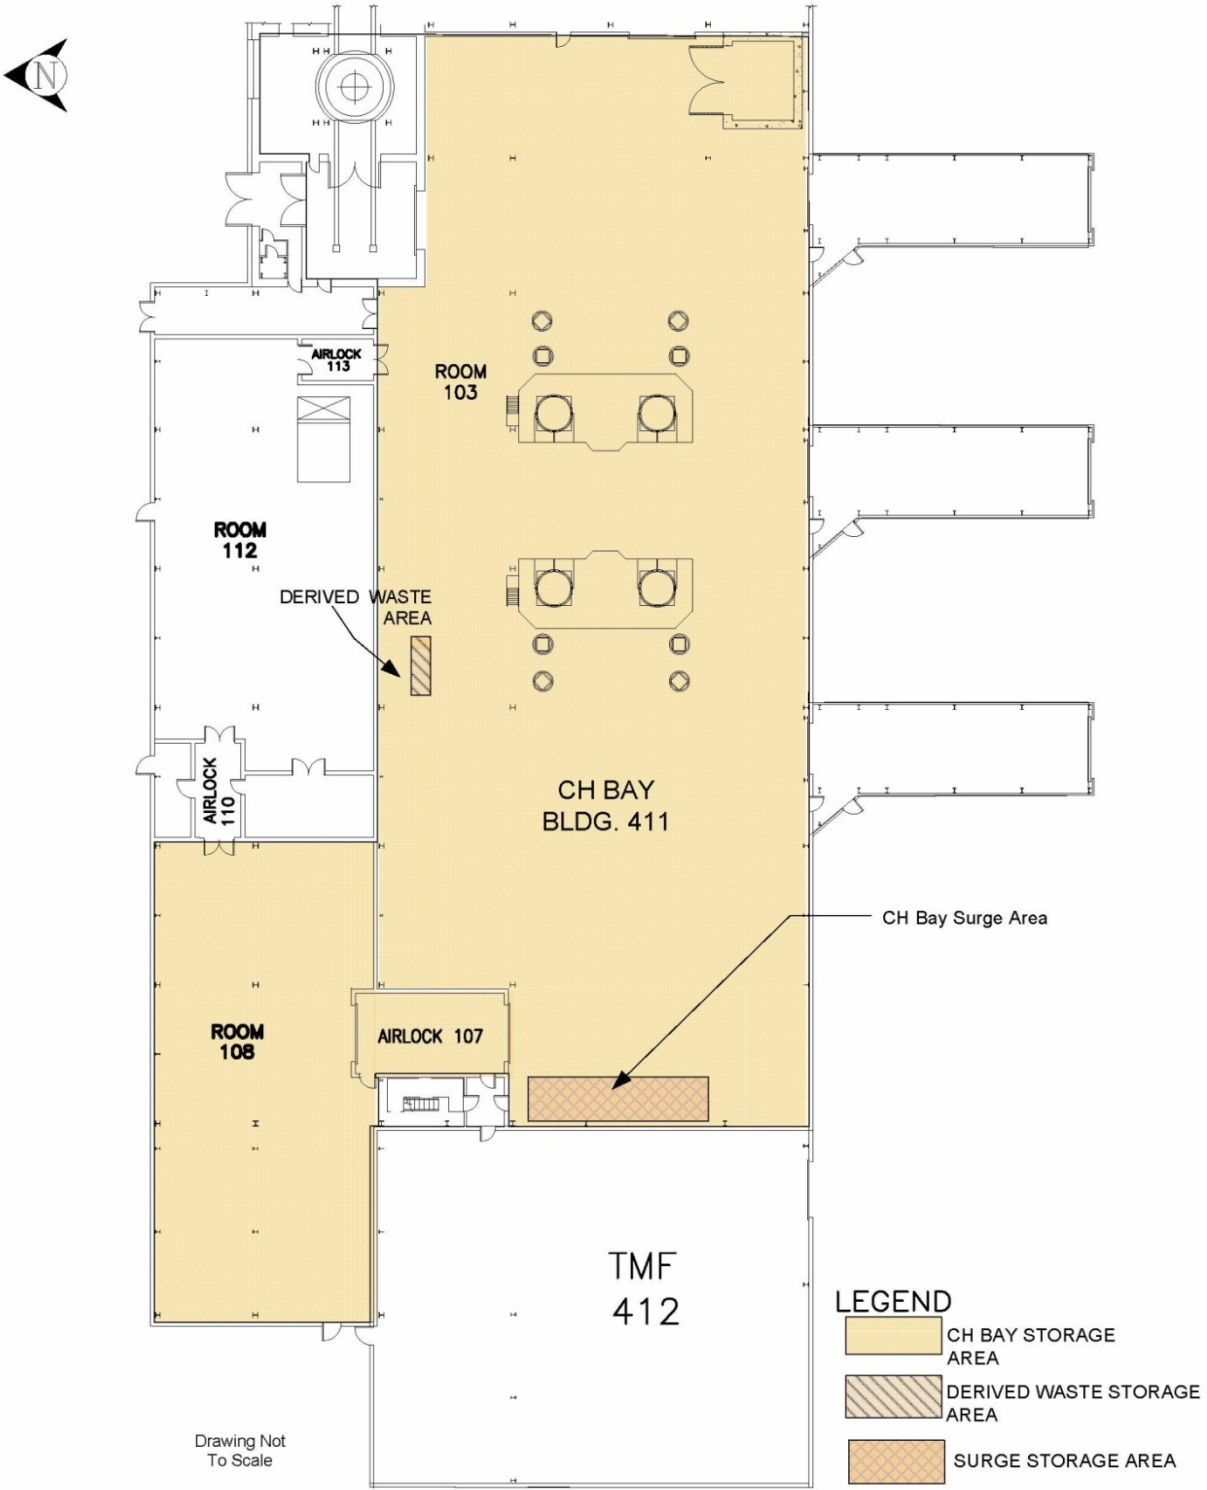 N
AIRLOCK
113
ROOM
103
ROOM
112
DERIVED WASTE
AREA
AIRLOCK
110
CH BAY
BLDG. 411
CH Bay Surge Area
ROOM
108
AIRLOCK 107
TMF
412
LEGEND
CH BAY STORAGE
AREA
DERIVED WASTE STORAGE
AREA
SURGE STORAGE AREA
Drawing Not
To Scale